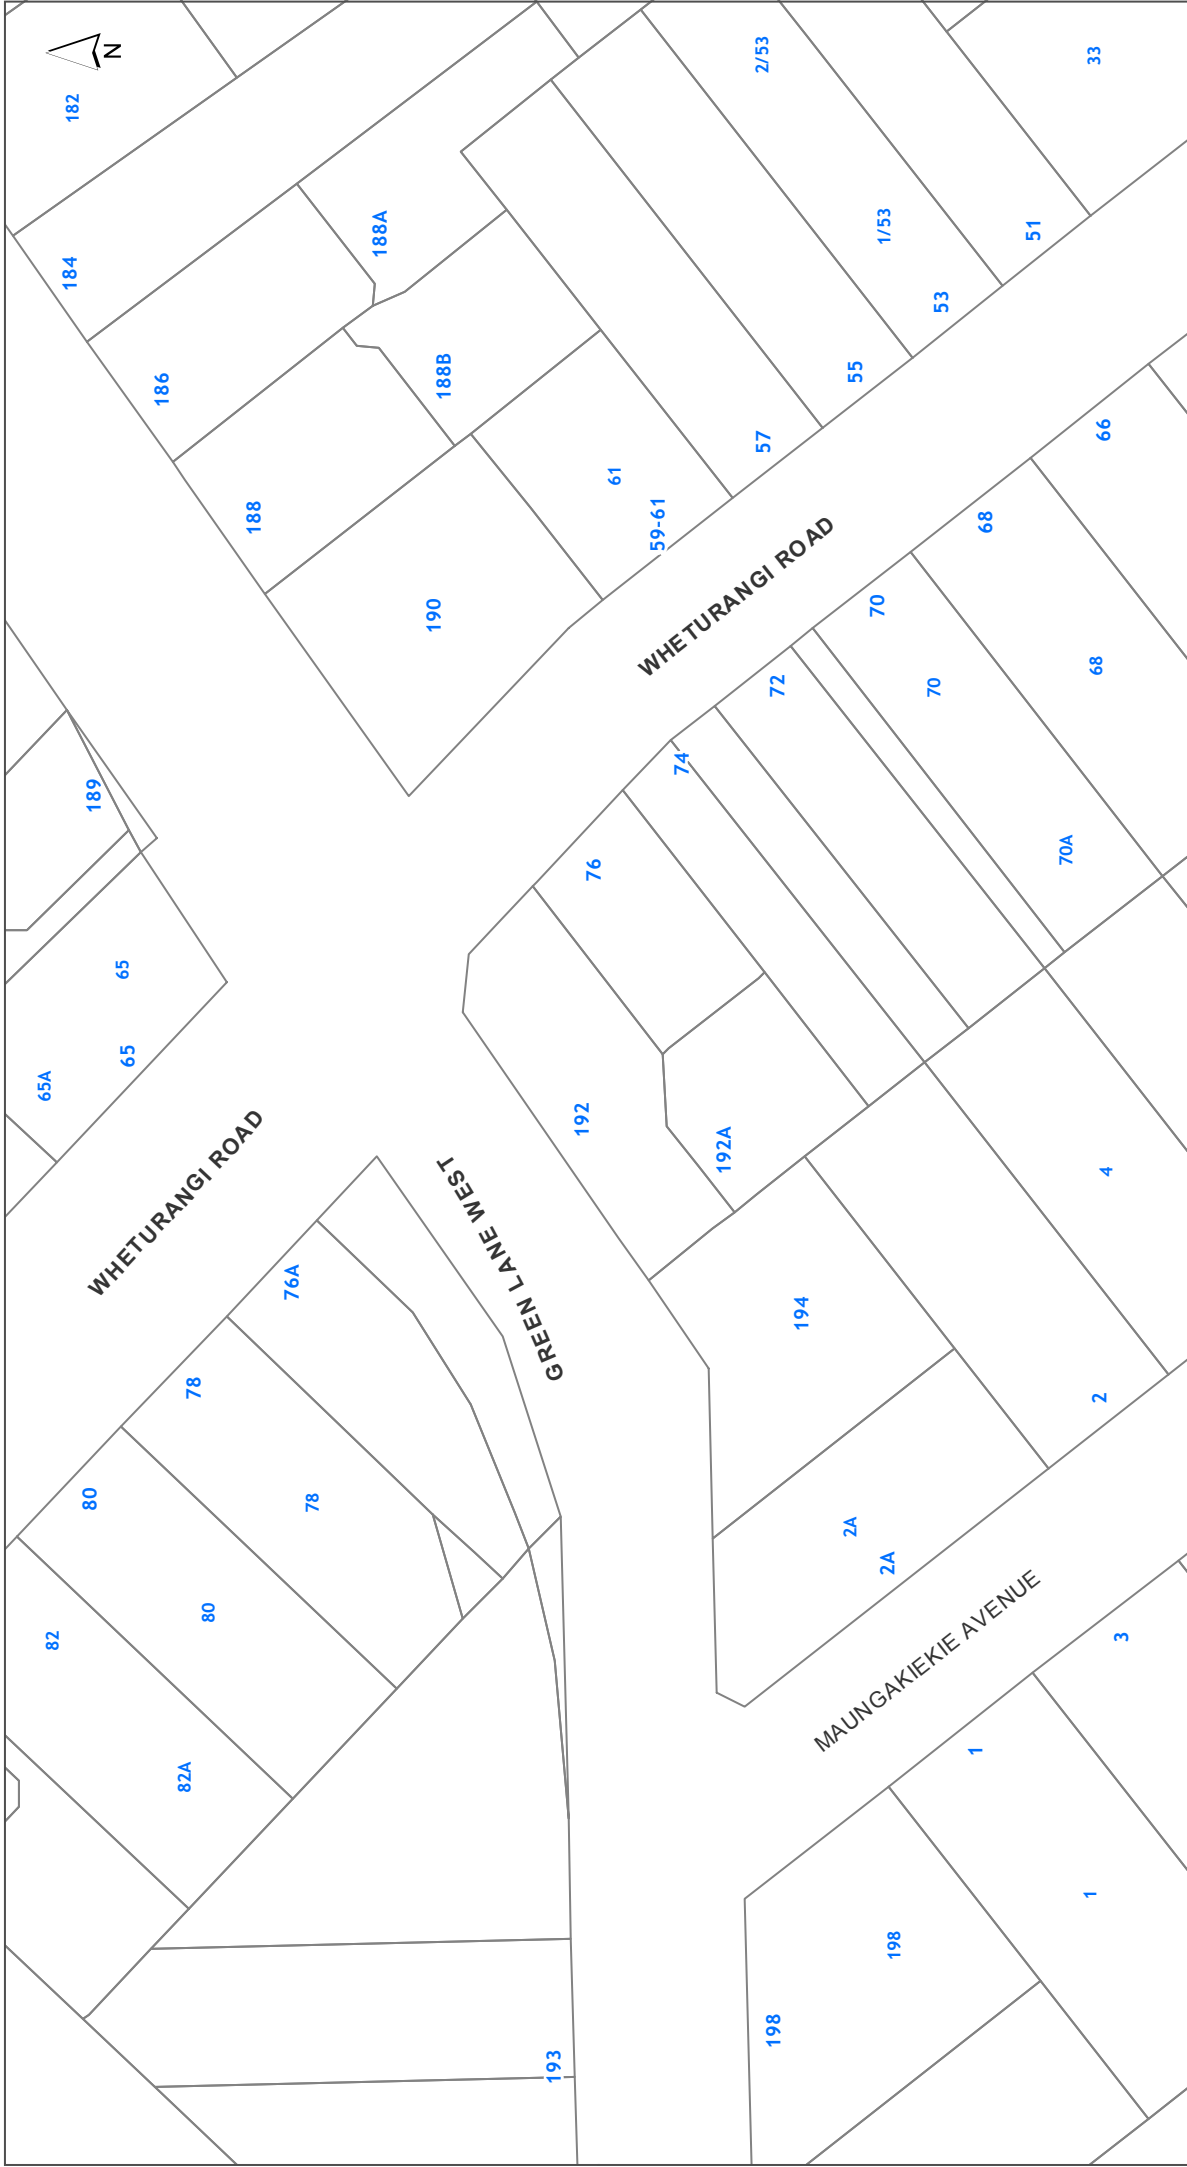 N
182
184
186
188A
188
188B
190
2/53
33
1/53
51
53
55
57
61
59-61
WHETURANGI ROAD
66
68
68
70
70
70A
72
74
76
189
65
65
65A
192
192A
WHETURANGI ROAD
GREEN LANE WEST
76A
78
78
80
80
82
82A
194
4
2
2A
2A
MAUNGAKIEKIE AVENUE
3
1
1
198
198
193